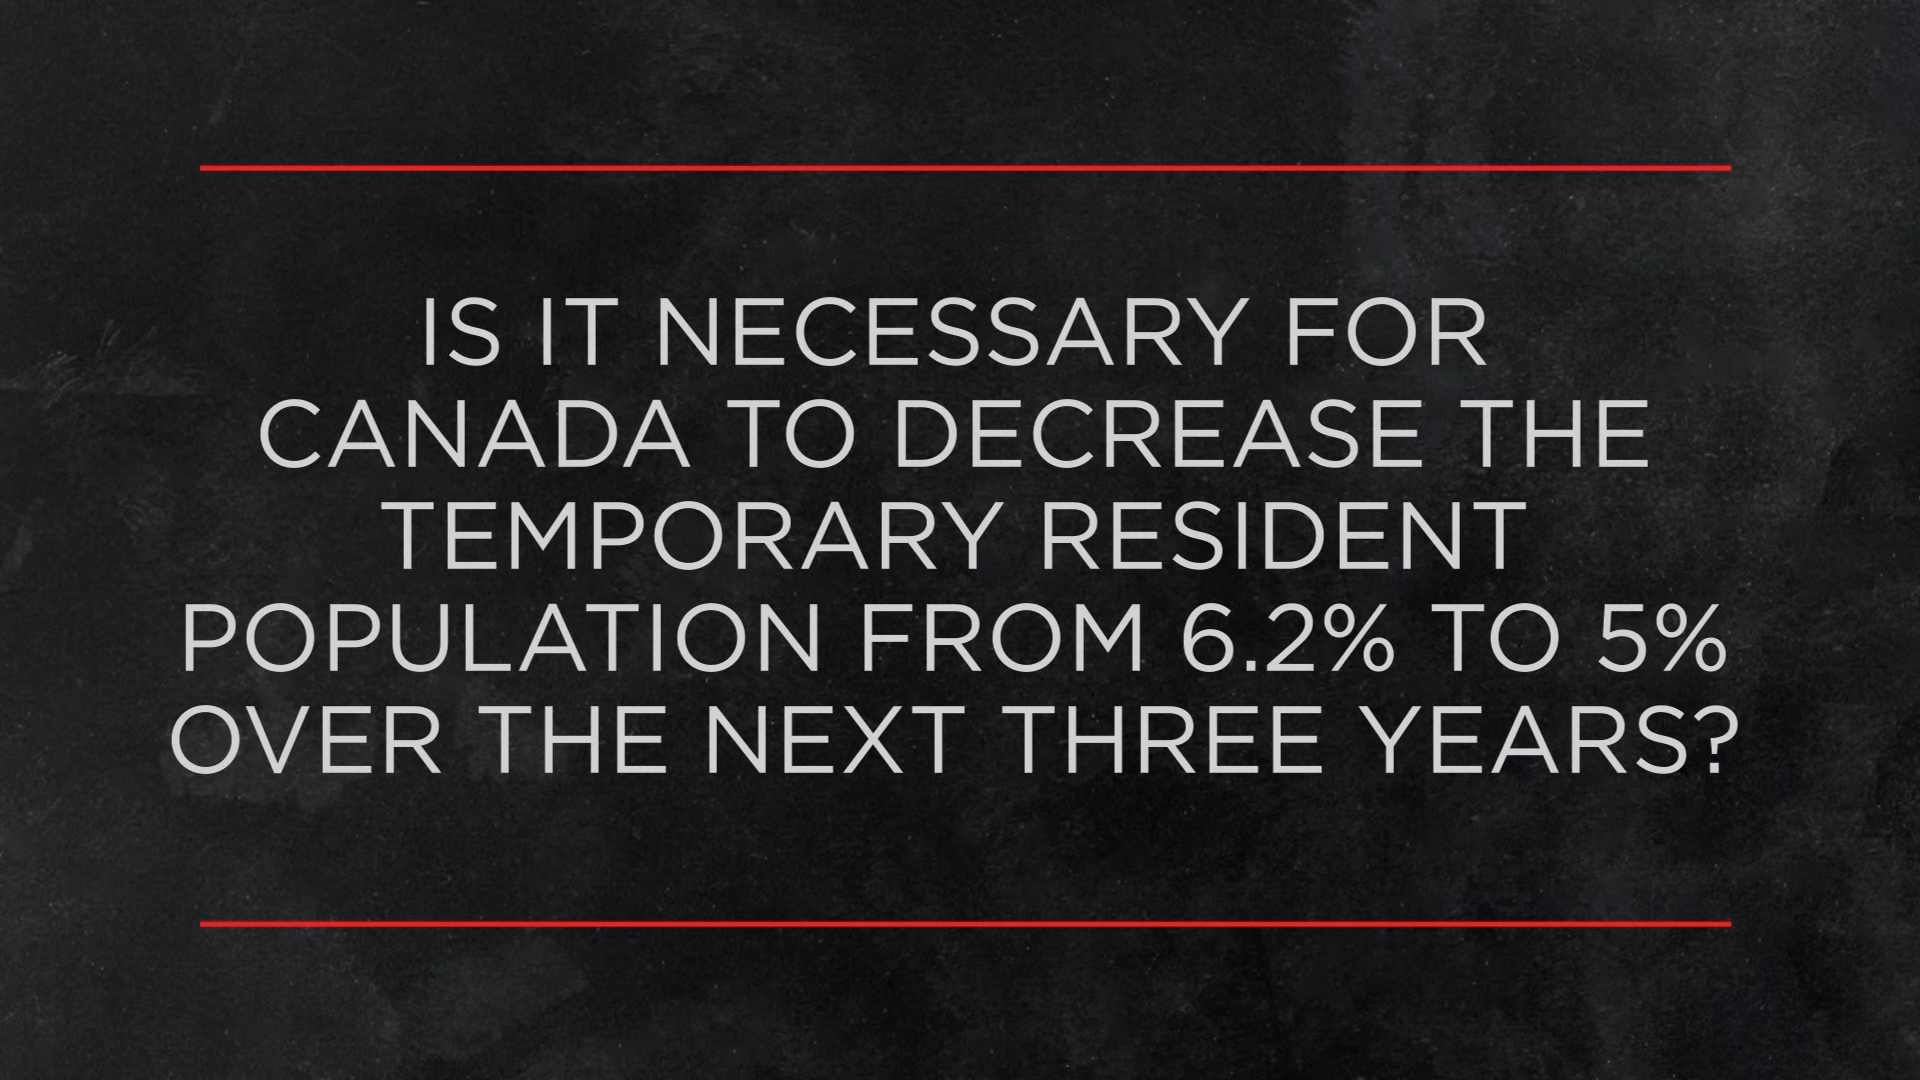 IS IT NECESSARY FOR
CANADA TO DECREASE THE
TEMPORARY RESIDENT
POPULATION FROM 6.2% TO 5%
OVER THE NEXT THREE YEARS?